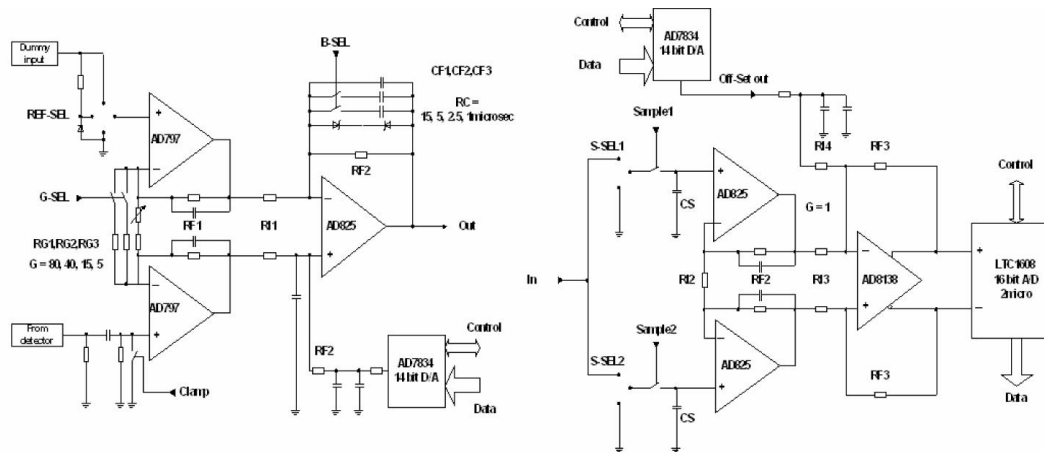 Dummy
input
REF-SEL
AD797
G-SEL
RG1,RG2,RG3
G = 80, 40, 15, 5
AD797
From
detector
Clamp
B-SEL
CF1,CF2,CF3
RC =
15, 5, 2.5, 1microsec
RF2
RF1
RI1
AD825
Out
RF2
AD7834
14 bit D/A
Control
Data
Control
Data
AD7834
14 bit D/A
Off-Set out
Sample1
S-SEL1
CS
AD825
G = 1
RI4
RF3
In
RI2
RF2
RI3
AD8138
Control
LTC1608
16 bit A/D
2micro
Data
Sample2
S-SEL2
CS
AD825
RF3